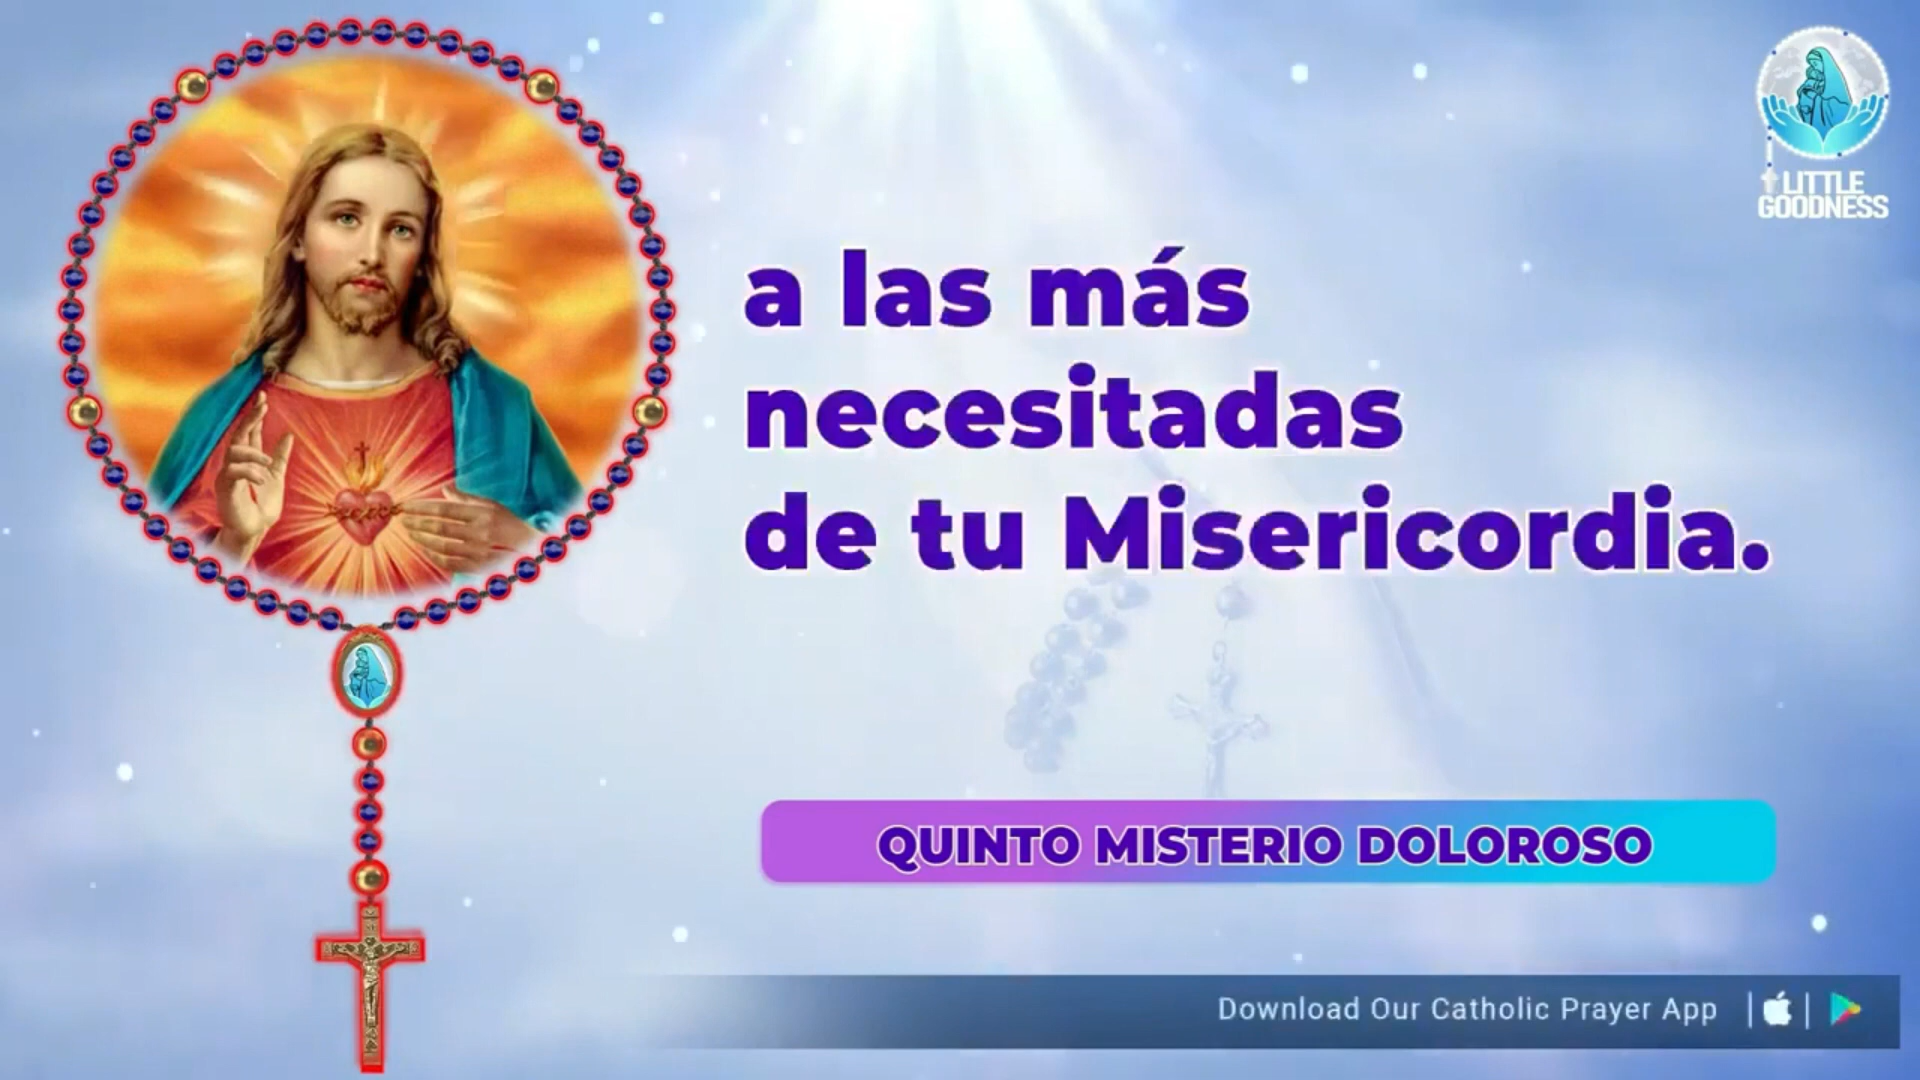 LITTLE
GOODNESS
a las más
necesitadas
de tu Misericordia.
QUINTO MISTERIO DOLOROSO
Download Our Catholic Prayer App